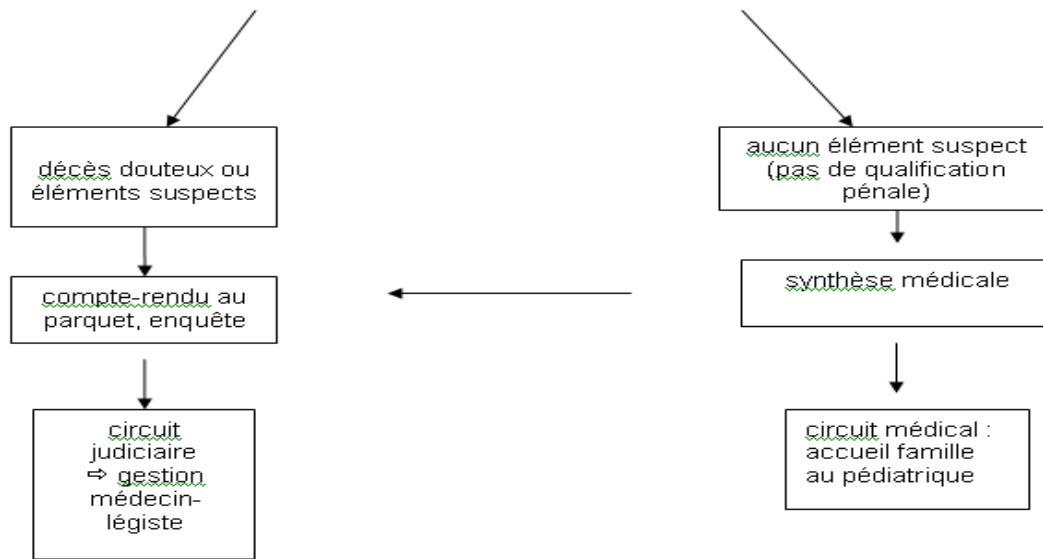 décès douteux ou
éléments suspects
compte-rendu au
parquet, enquête
circuit
judiciaire
⇨ gestion
médecin-
légiste
aucun élément suspect
(pas de qualification
pénale)
synthèse médicale
circuit médical :
accueil famille
au pédiatrique